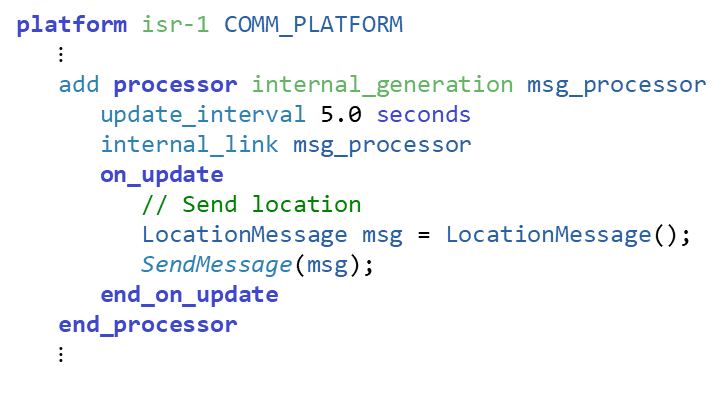 platform isr-1 COMM_PLATFORM
⋮
add processor internal_generation msg_processor
update_interval 5.0 seconds
internal_link msg_processor
on_update
// Send location
LocationMessage msg = LocationMessage();
SendMessage(msg);
end_on_update
end_processor
⋮